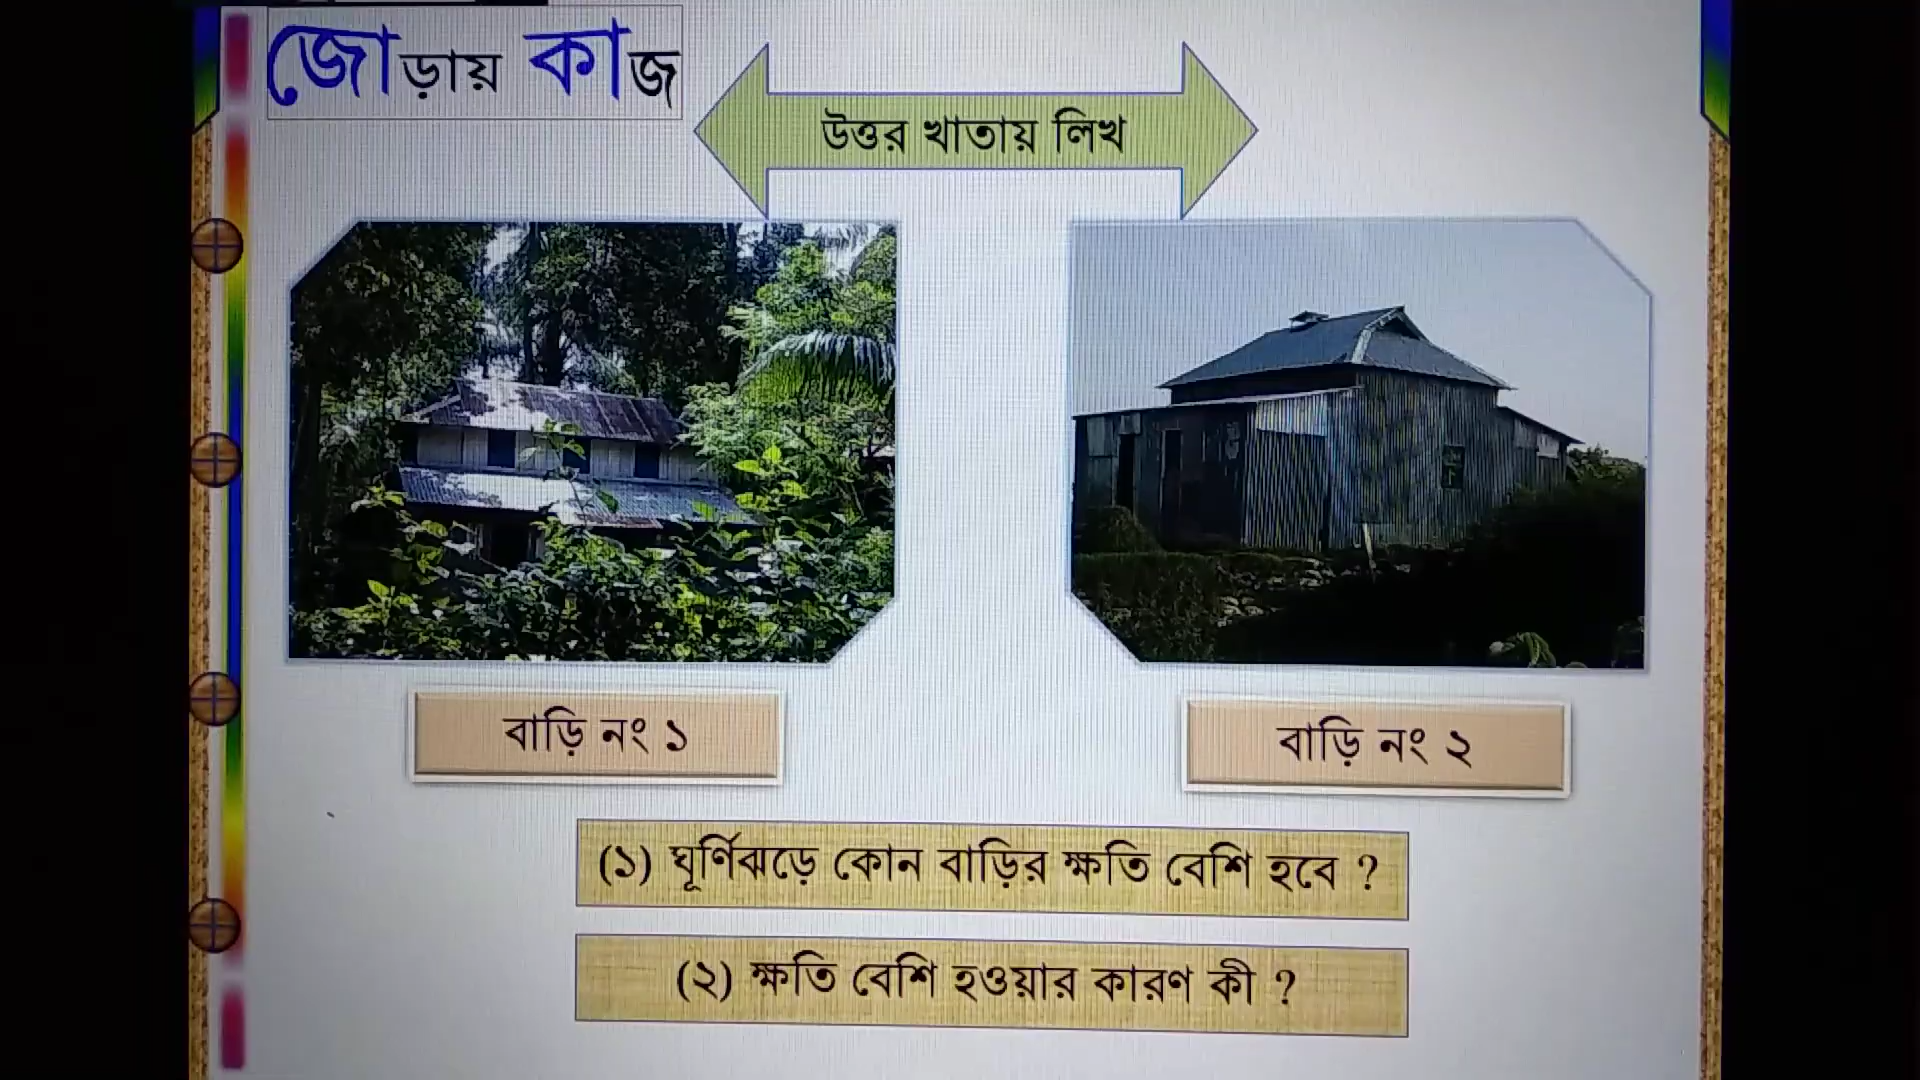 জোড়ায় কাজ
উত্তর খাতায় লিখ
বাড়ি নং ১
বাড়ি নং ২
(১) ঘূর্ণিঝড়ে কোন বাড়ির ক্ষতি বেশি হবে ?
(২) ক্ষতি বেশি হওয়ার কারণ কী ?